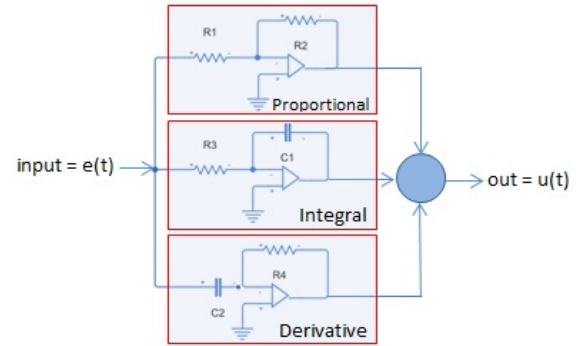 R1
R2
Proportional
R3
C1
Integral
input = e(t)
out = u(t)
R4
C2
Derivative